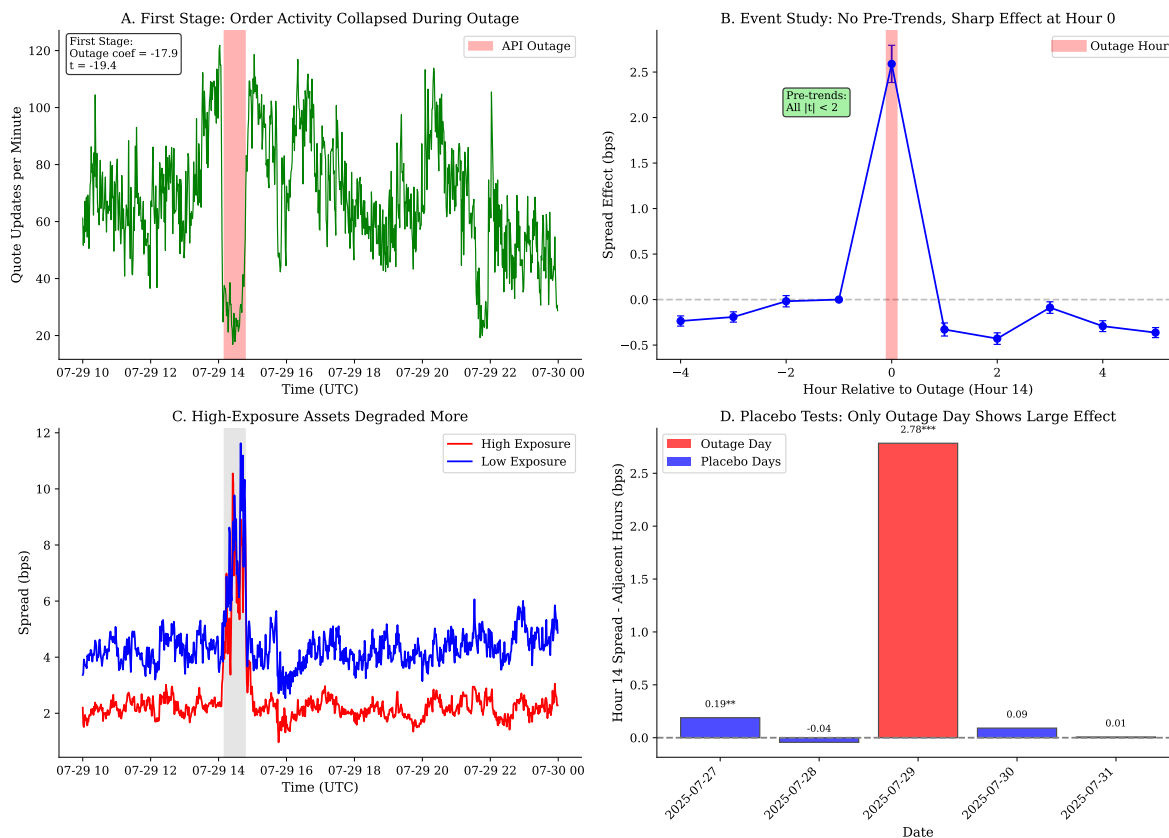 A. First Stage: Order Activity Collapsed During Outage
First Stage:
Outage coef = -17.9
t = -19.4
API Outage
120
100
80
60
40
20
Quote Updates per Minute
07-29 10 07-29 12 07-29 14 07-29 16 07-29 18 07-29 20 07-29 22 07-30 00
Time (UTC)
B. Event Study: No Pre-Trends, Sharp Effect at Hour 0
Outage Hour
Pre-trends:
All |t| < 2
2.5
2.0
1.5
1.0
0.5
0.0
−0.5
Spread Effect (bps)
−4 −2 0 2 4
Hour Relative to Outage (Hour 14)
C. High-Exposure Assets Degraded More
High Exposure
Low Exposure
12
10
8
6
4
2
Spread (bps)
07-29 10 07-29 12 07-29 14 07-29 16 07-29 18 07-29 20 07-29 22 07-30 00
Time (UTC)
D. Placebo Tests: Only Outage Day Shows Large Effect
Outage Day
Placebo Days
2.78***
0.19**
-0.04
0.09
0.01
2.5
2.0
1.5
1.0
0.5
0.0
Hour 14 Spread - Adjacent Hours (bps)
2025-07-27
2025-07-28
2025-07-29
2025-07-30
2025-07-31
Date